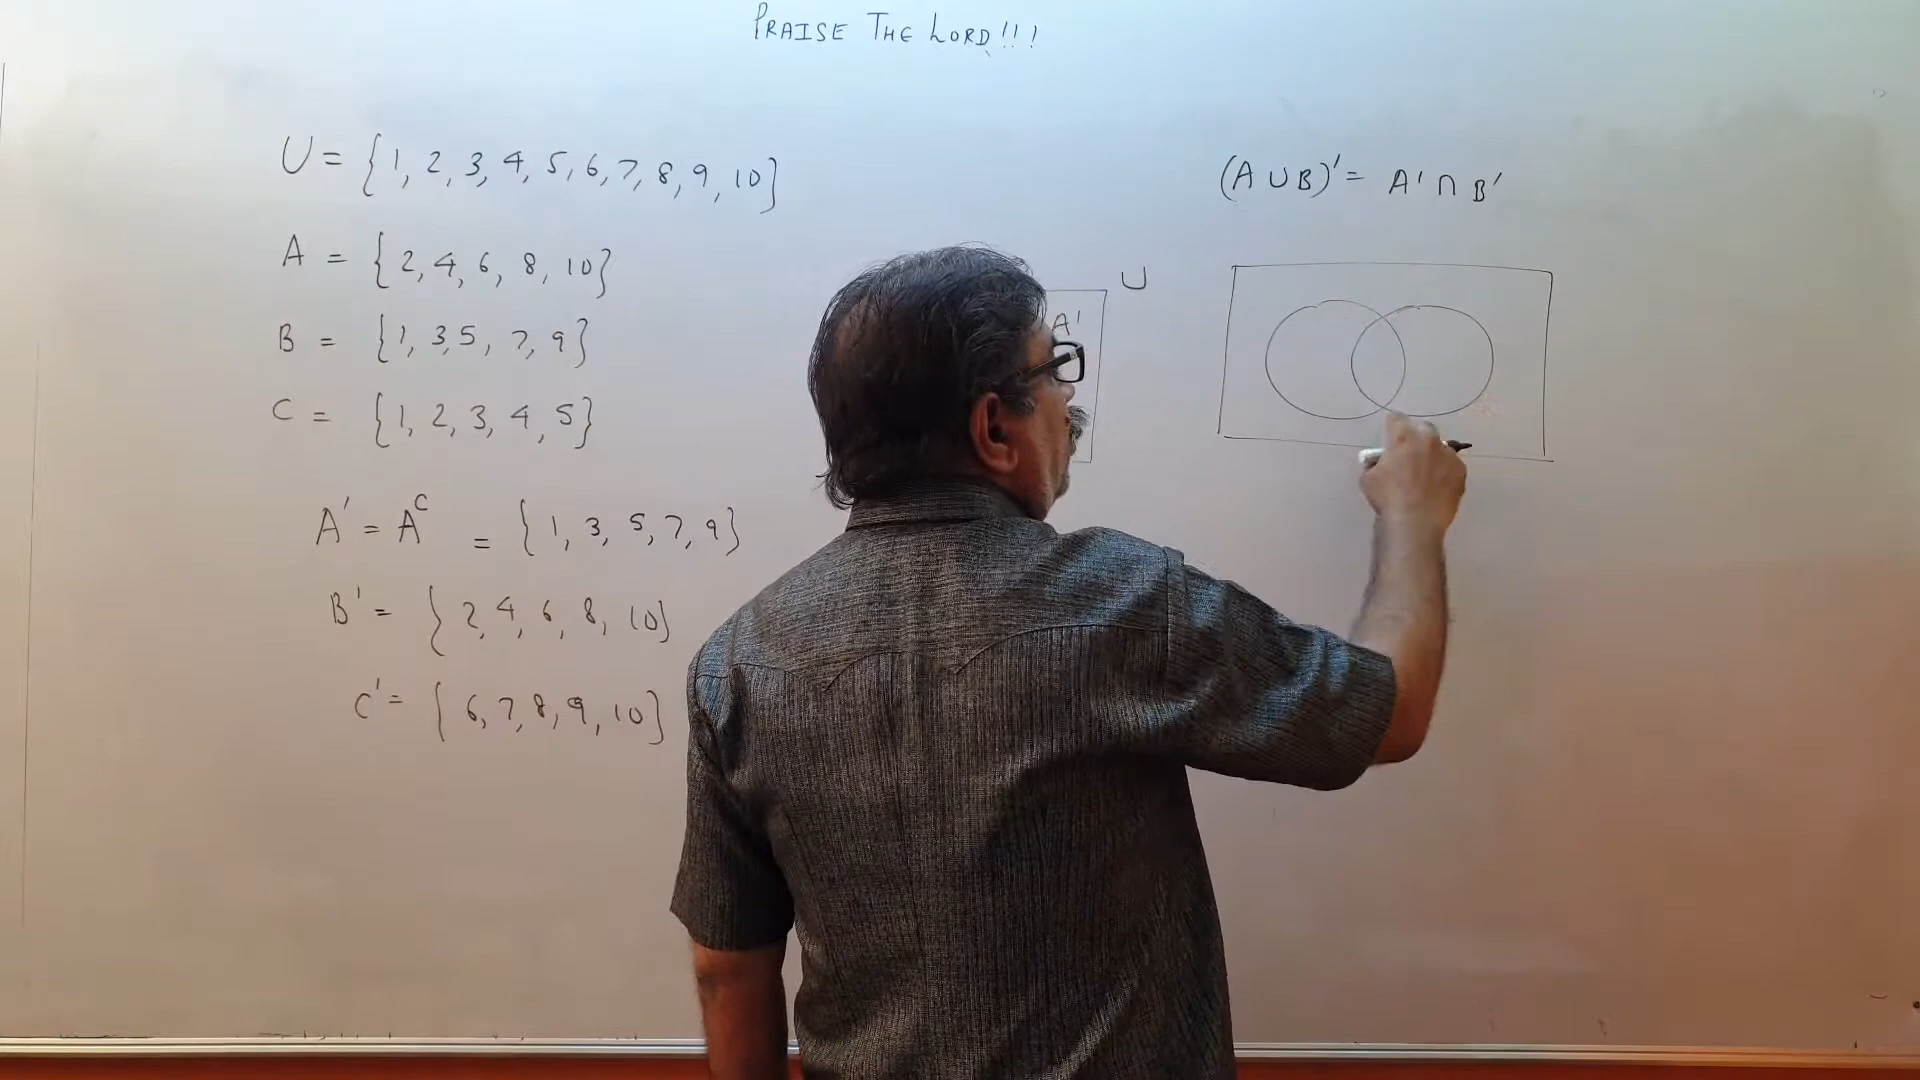 PRAISE THE LORD!!!
U = {1, 2, 3, 4, 5, 6, 7, 8, 9, 10}
A = {2, 4, 6, 8, 10}
B = {1, 3, 5, 7, 9}
C = {1, 2, 3, 4, 5}
A' = Aᶜ = {1, 3, 5, 7, 9}
B' = {2, 4, 6, 8, 10}
C' = {6, 7, 8, 9, 10}
A'
U
(A ∪ B)' = A' ∩ B'